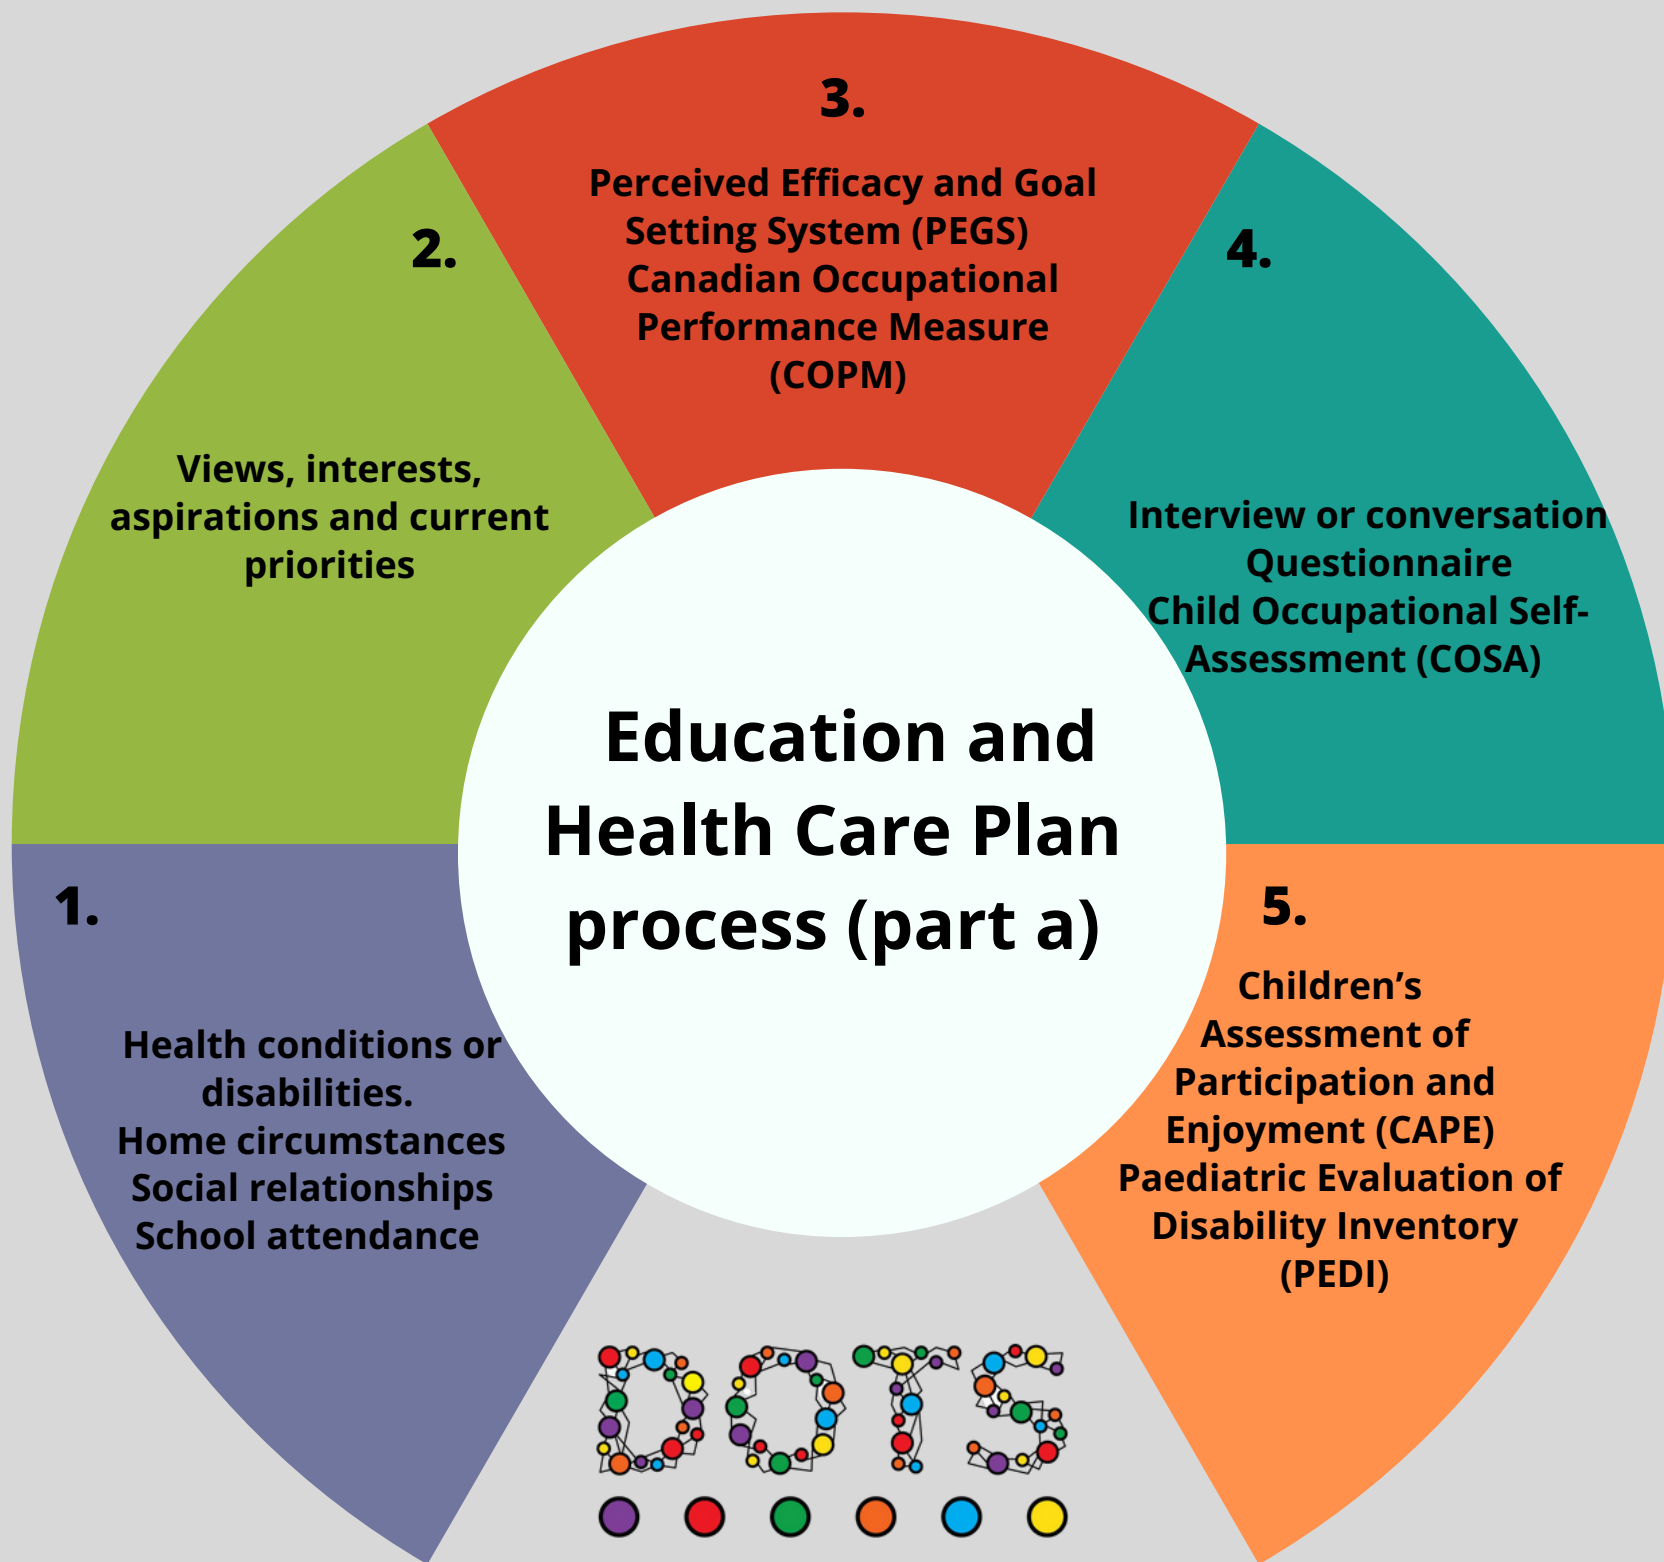 Education and
Health Care Plan
process (part a)
1.
Health conditions or
disabilities.
Home circumstances
Social relationships
School attendance
2.
Views, interests,
aspirations and current
priorities
3.
Perceived Efficacy and Goal
Setting System (PEGS)
Canadian Occupational
Performance Measure
(COPM)
4.
Interview or conversation
Questionnaire
Child Occupational Self-
Assessment (COSA)
5.
Children’s
Assessment of
Participation and
Enjoyment (CAPE)
Paediatric Evaluation of
Disability Inventory
(PEDI)
DOTS